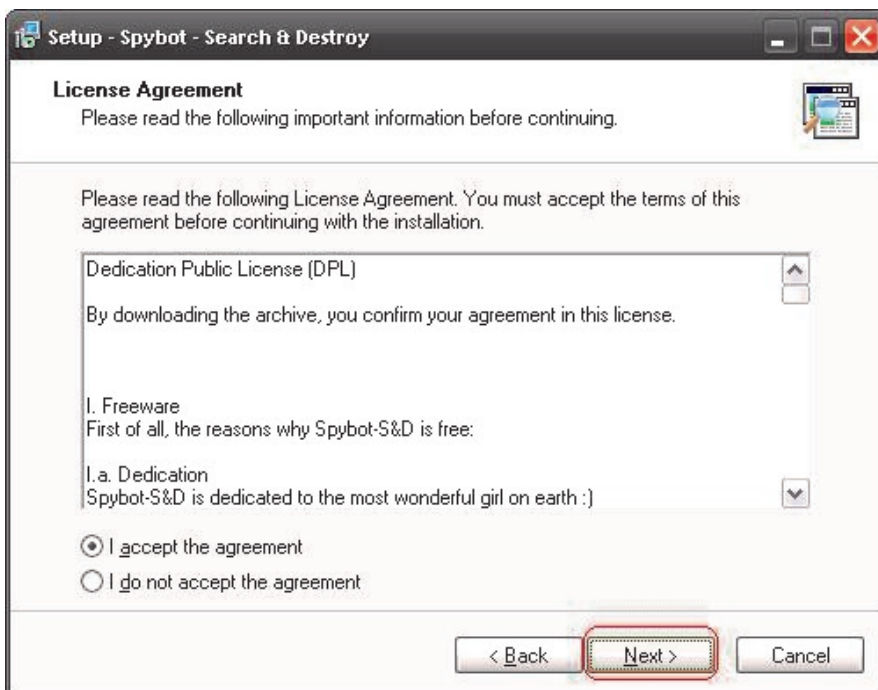 Setup - Spybot - Search & Destroy
License Agreement
Please read the following important information before continuing.
Please read the following License Agreement. You must accept the terms of this
agreement before continuing with the installation.
Dedication Public License (DPL)
By downloading the archive, you confirm your agreement in this license.
I. Freeware
First of all, the reasons why Spybot-S&D is free:
I.a. Dedication
Spybot-S&D is dedicated to the most wonderful girl on earth :)
I accept the agreement
I do not accept the agreement
< Back Next > Cancel